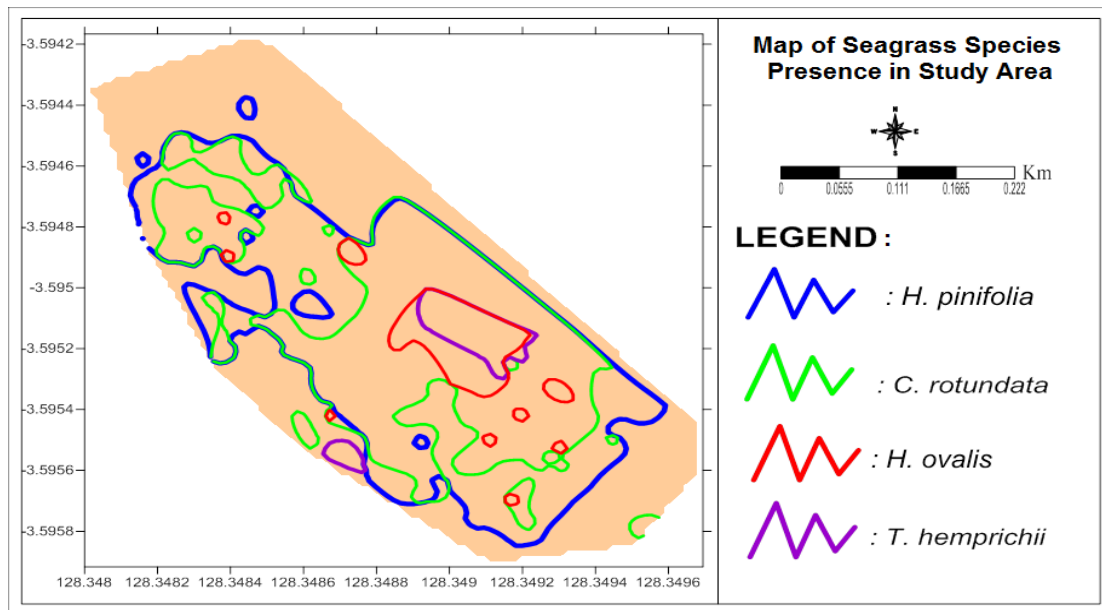 -3.5942
-3.5944
-3.5946
-3.5948
-3.595
-3.5952
-3.5954
-3.5956
-3.5958
128.348 128.3482 128.3484 128.3486 128.3488 128.349 128.3492 128.3494 128.3496
Map of Seagrass Species
Presence in Study Area
N
W E
S
Km
0 0.0555 0.111 0.1665 0.222
LEGEND :
: H. pinifolia
: C. rotundata
: H. ovalis
: T. hemprichii